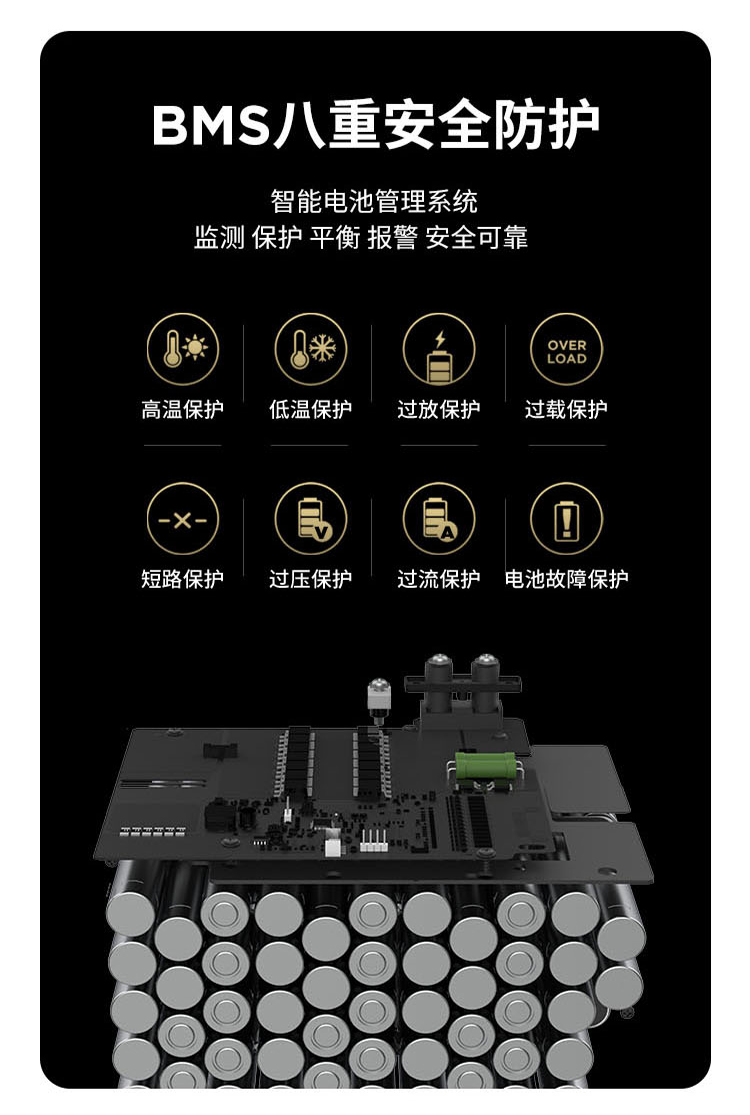 BMS八重安全防护
智能电池管理系统
监测 保护 平衡 报警 安全可靠
OVER
LOAD
高温保护 低温保护 过放保护 过载保护
V A
短路保护 过压保护 过流保护 电池故障保护